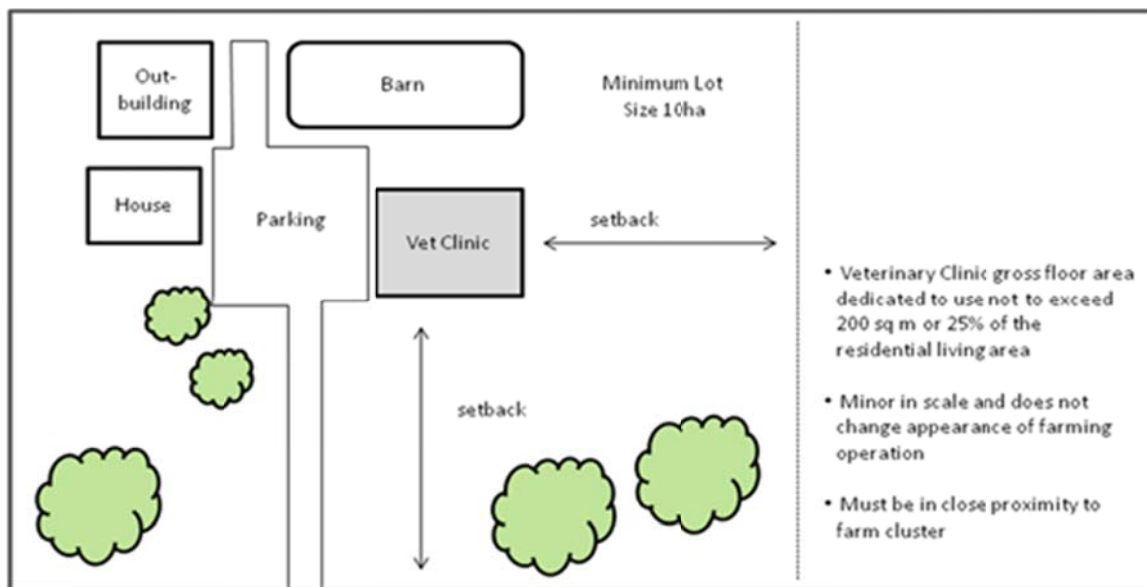 Out-
building
Barn
Minimum Lot
Size 10ha
House
Parking
Vet Clinic
setback
setback
• Veterinary Clinic gross floor area
dedicated to use not to exceed
200 sq m or 25% of the
residential living area
• Minor in scale and does not
change appearance of farming
operation
• Must be in close proximity to
farm cluster